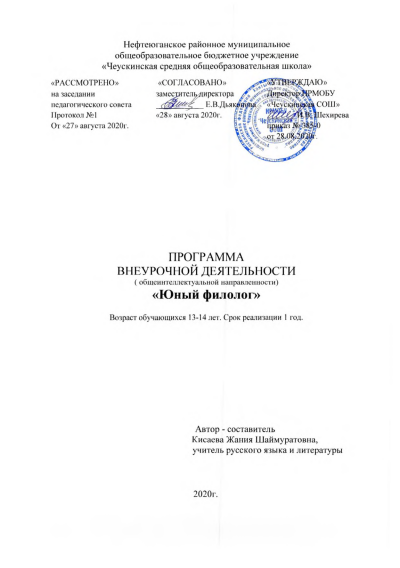 Нефтеюганское районное муниципальное
общеобразовательное бюджетное учреждение
«Чеускинская средняя общеобразовательная школа»
«РАССМОТРЕНО»
на заседании
педагогического совета
Протокол №1
От «27» августа 2020г.
«СОГЛАСОВАНО»
заместитель директора
Е.В.Дьяконова
«28» августа 2020г.
«УТВЕРЖДАЮ»
Директор НРМОБУ
«Чеускинская СОШ»
Шехирева
приказ №
от 28.08.2020г.
ПРОГРАММА
ВНЕУРОЧНОЙ ДЕЯТЕЛЬНОСТИ
( общеинтеллектуальной направленности)
«Юный филолог»
Возраст обучающихся 13-14 лет. Срок реализации 1 год.
Автор - составитель
Кисаева Жания Шаймуратовна,
учитель русского языка и литературы
2020г.